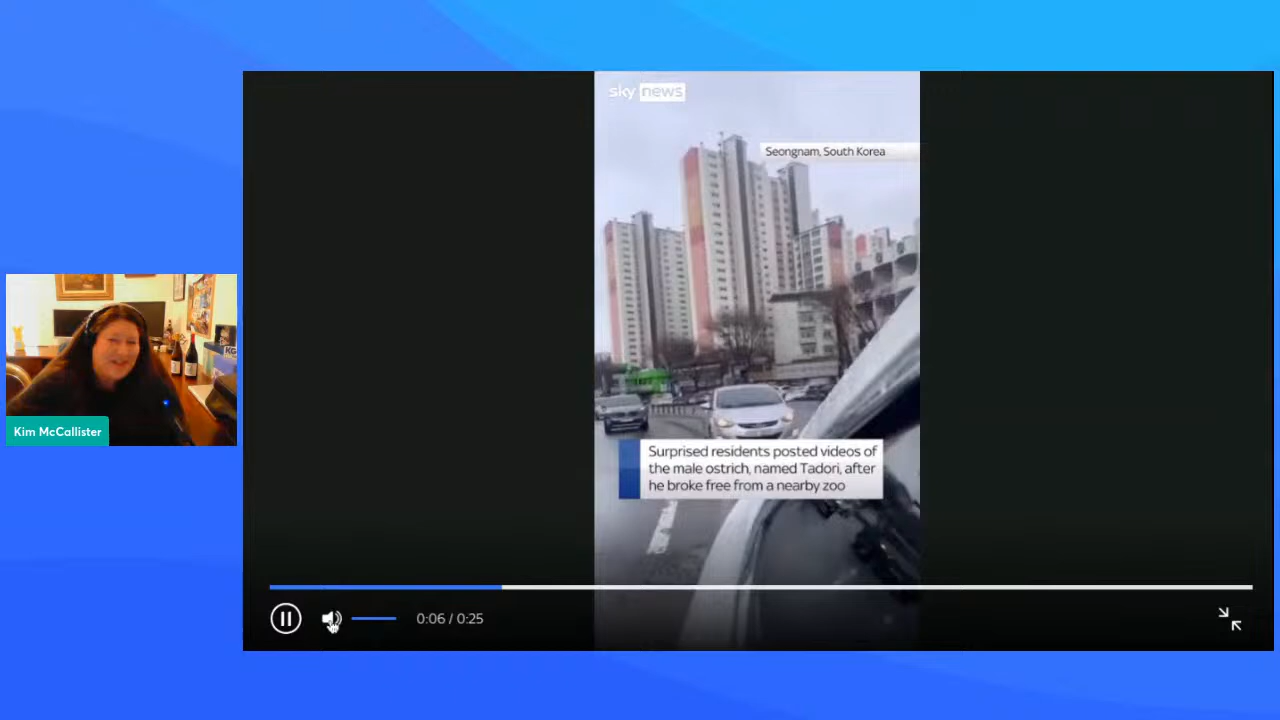 sky news
Seongnam, South Korea
KG
Kim McCallister
Surprised residents posted videos of
the male ostrich, named Tadori, after
he broke free from a nearby zoo
0:06 / 0:25